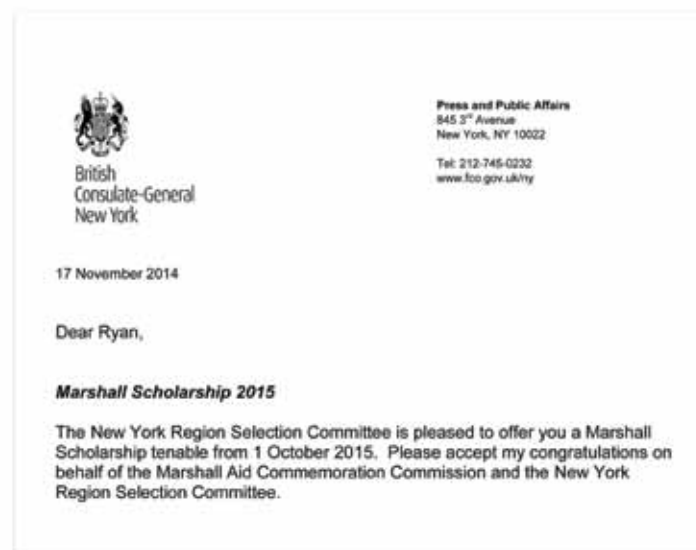 British
Consulate-General
New York
Press and Public Affairs
845 3rd Avenue
New York, NY 10022
Tel: 212-745-0232
www.fco.gov.uk/ny
17 November 2014
Dear Ryan,
Marshall Scholarship 2015
The New York Region Selection Committee is pleased to offer you a Marshall
Scholarship tenable from 1 October 2015. Please accept my congratulations on
behalf of the Marshall Aid Commemoration Commission and the New York
Region Selection Committee.